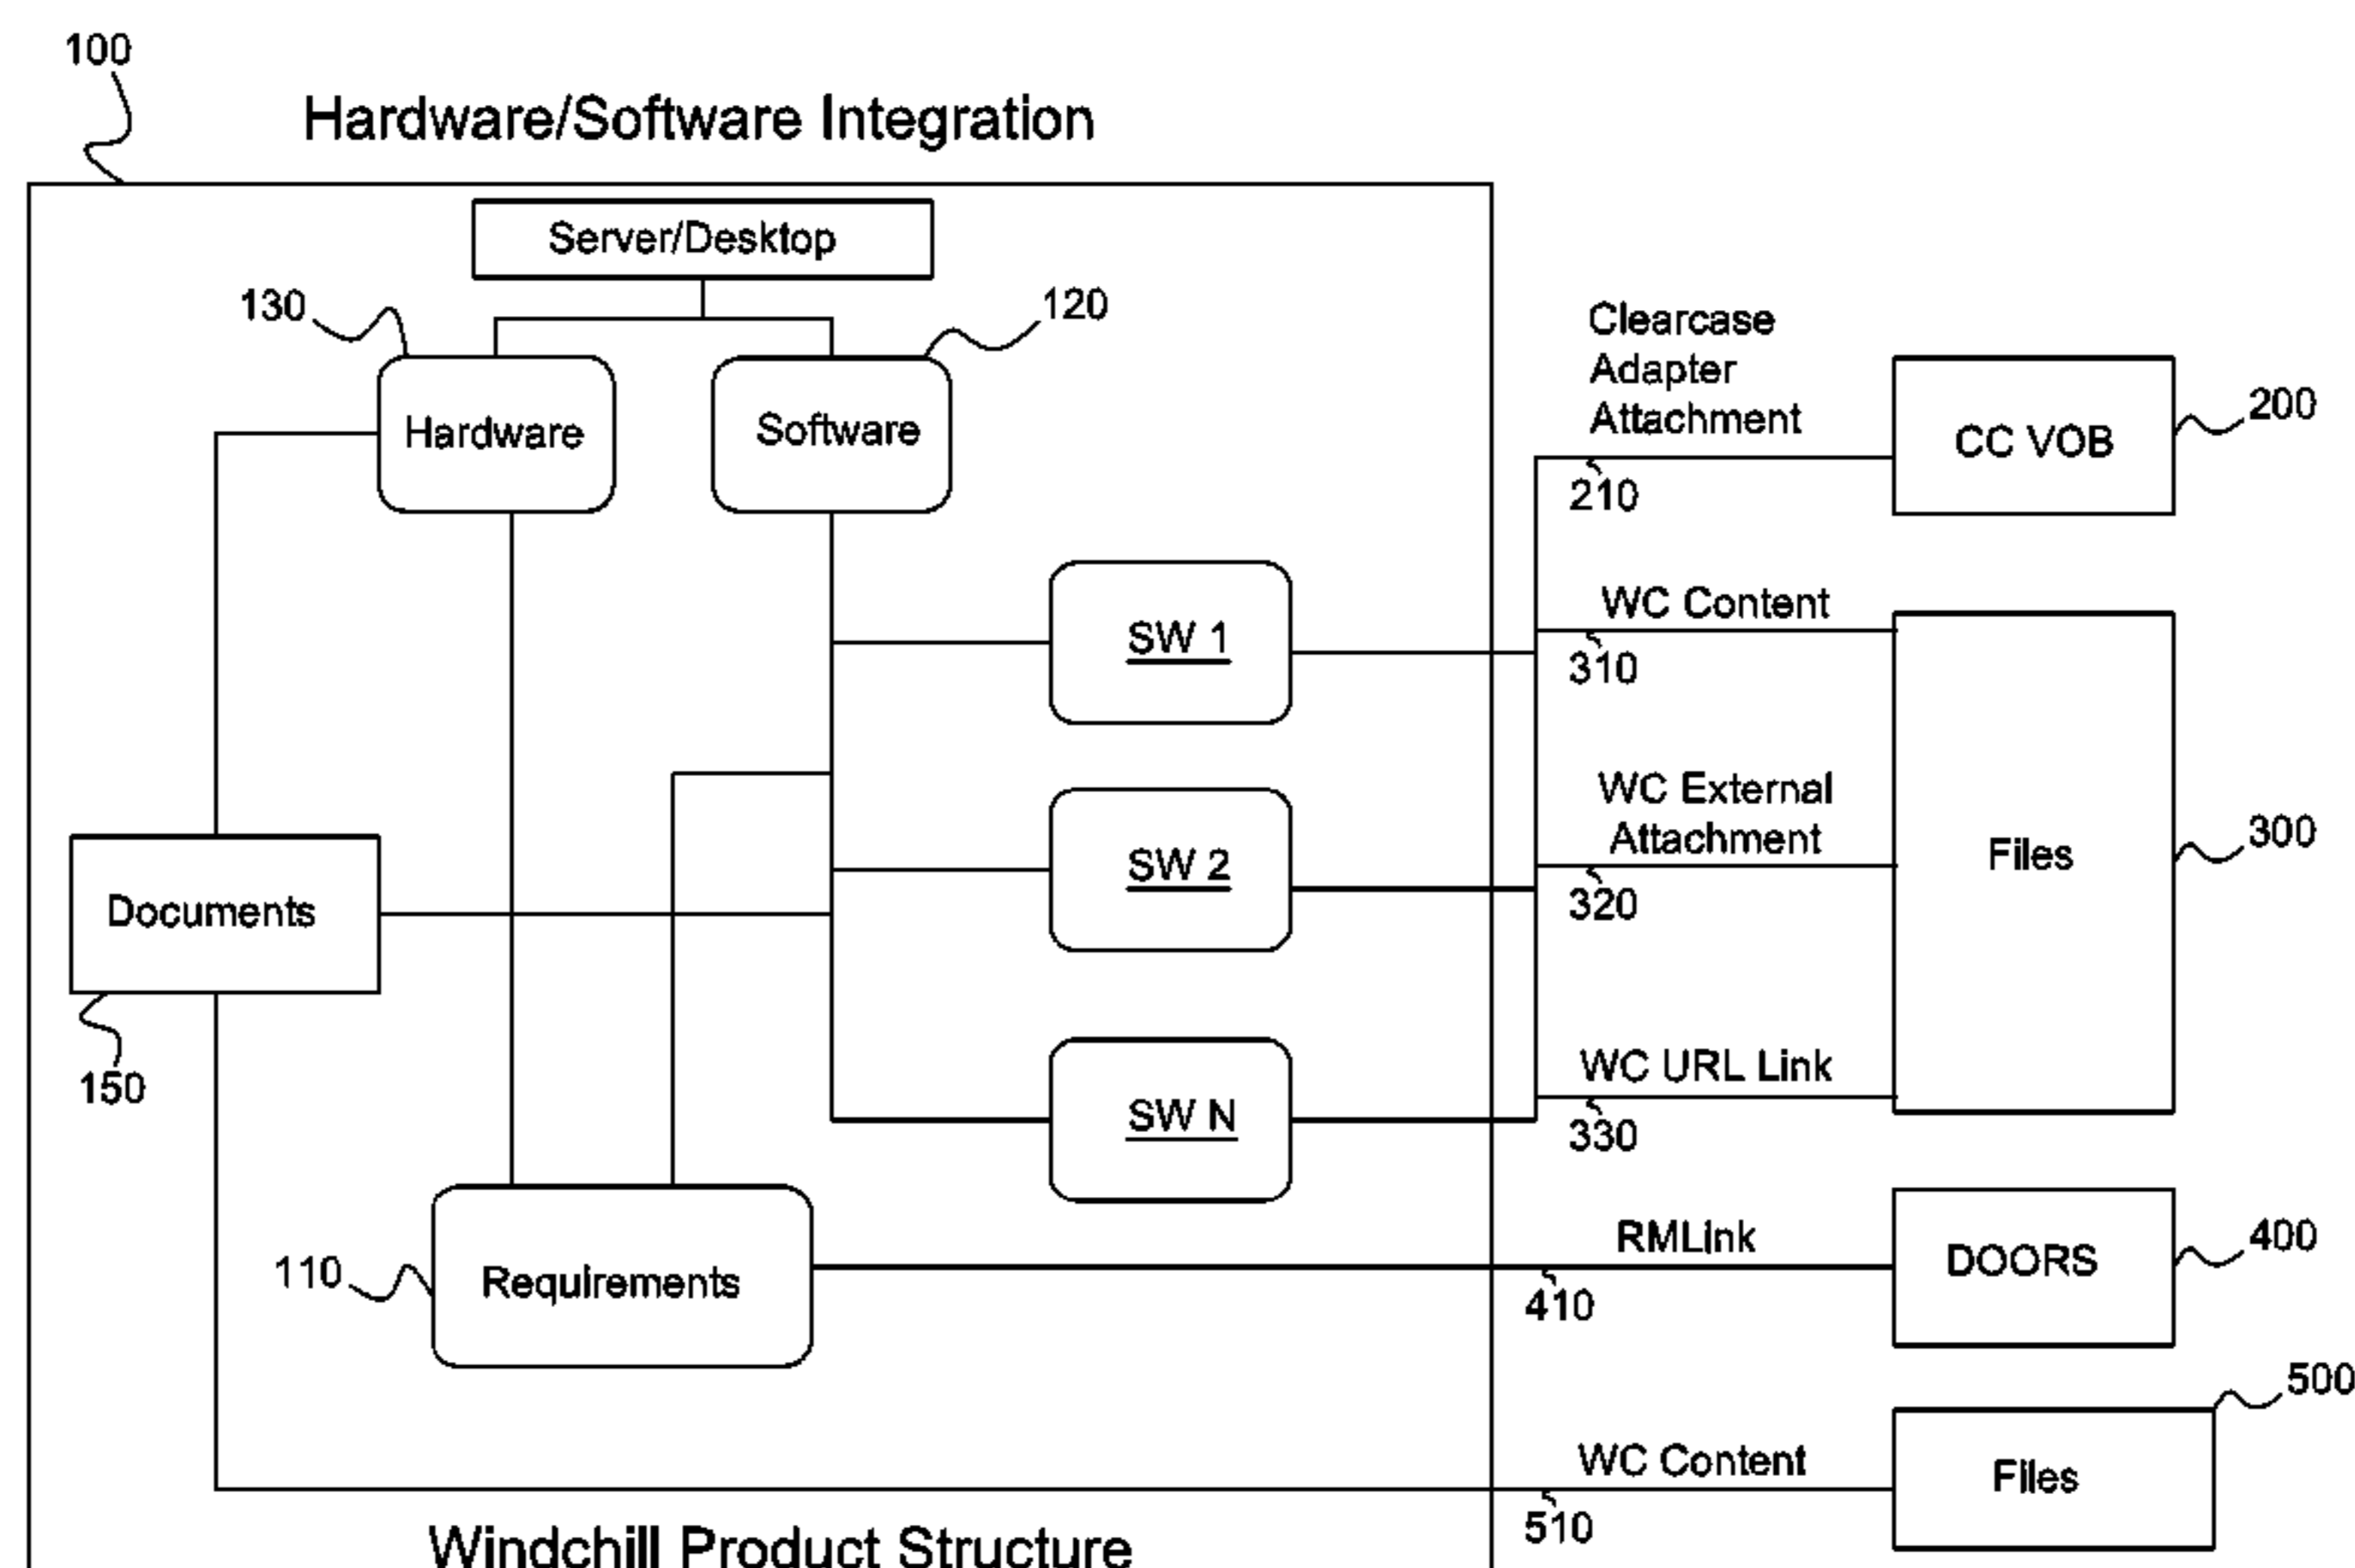 100
Hardware/Software Integration
Server/Desktop
130
120
Hardware
Software
Clearcase
Adapter
Attachment
CC VOB
200
210
SW 1
WC Content
310
SW 2
WC External
Attachment
320
Files
300
Documents
150
SW N
WC URL Link
330
110
Requirements
RMLink
410
DOORS
400
500
WC Content
510
Files
Windchill Product Structure